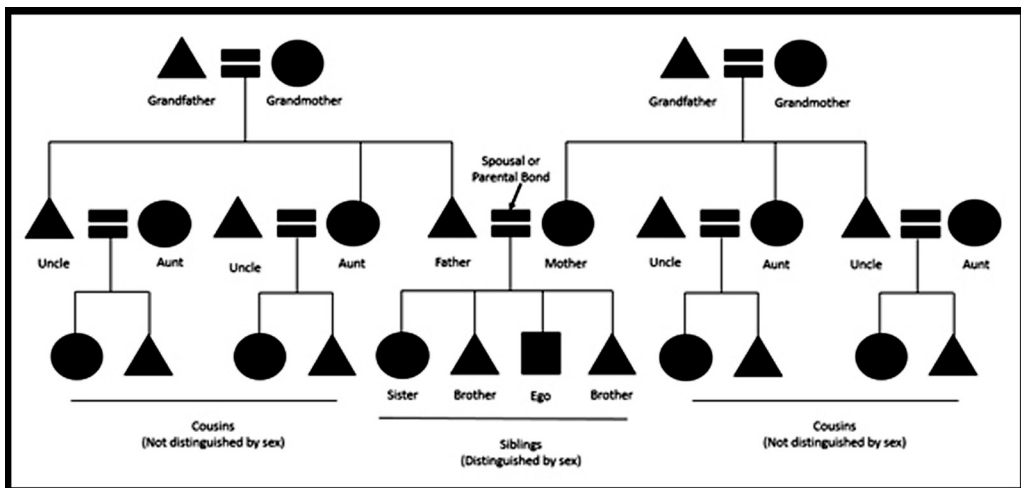 Grandfather Grandmother Grandfather Grandmother
Spousal or
Parental Bond
Uncle Aunt Uncle Aunt Father Mother Uncle Aunt Uncle Aunt
Sister Brother Ego Brother
Cousins
(Not distinguished by sex)
Siblings
(Distinguished by sex)
Cousins
(Not distinguished by sex)